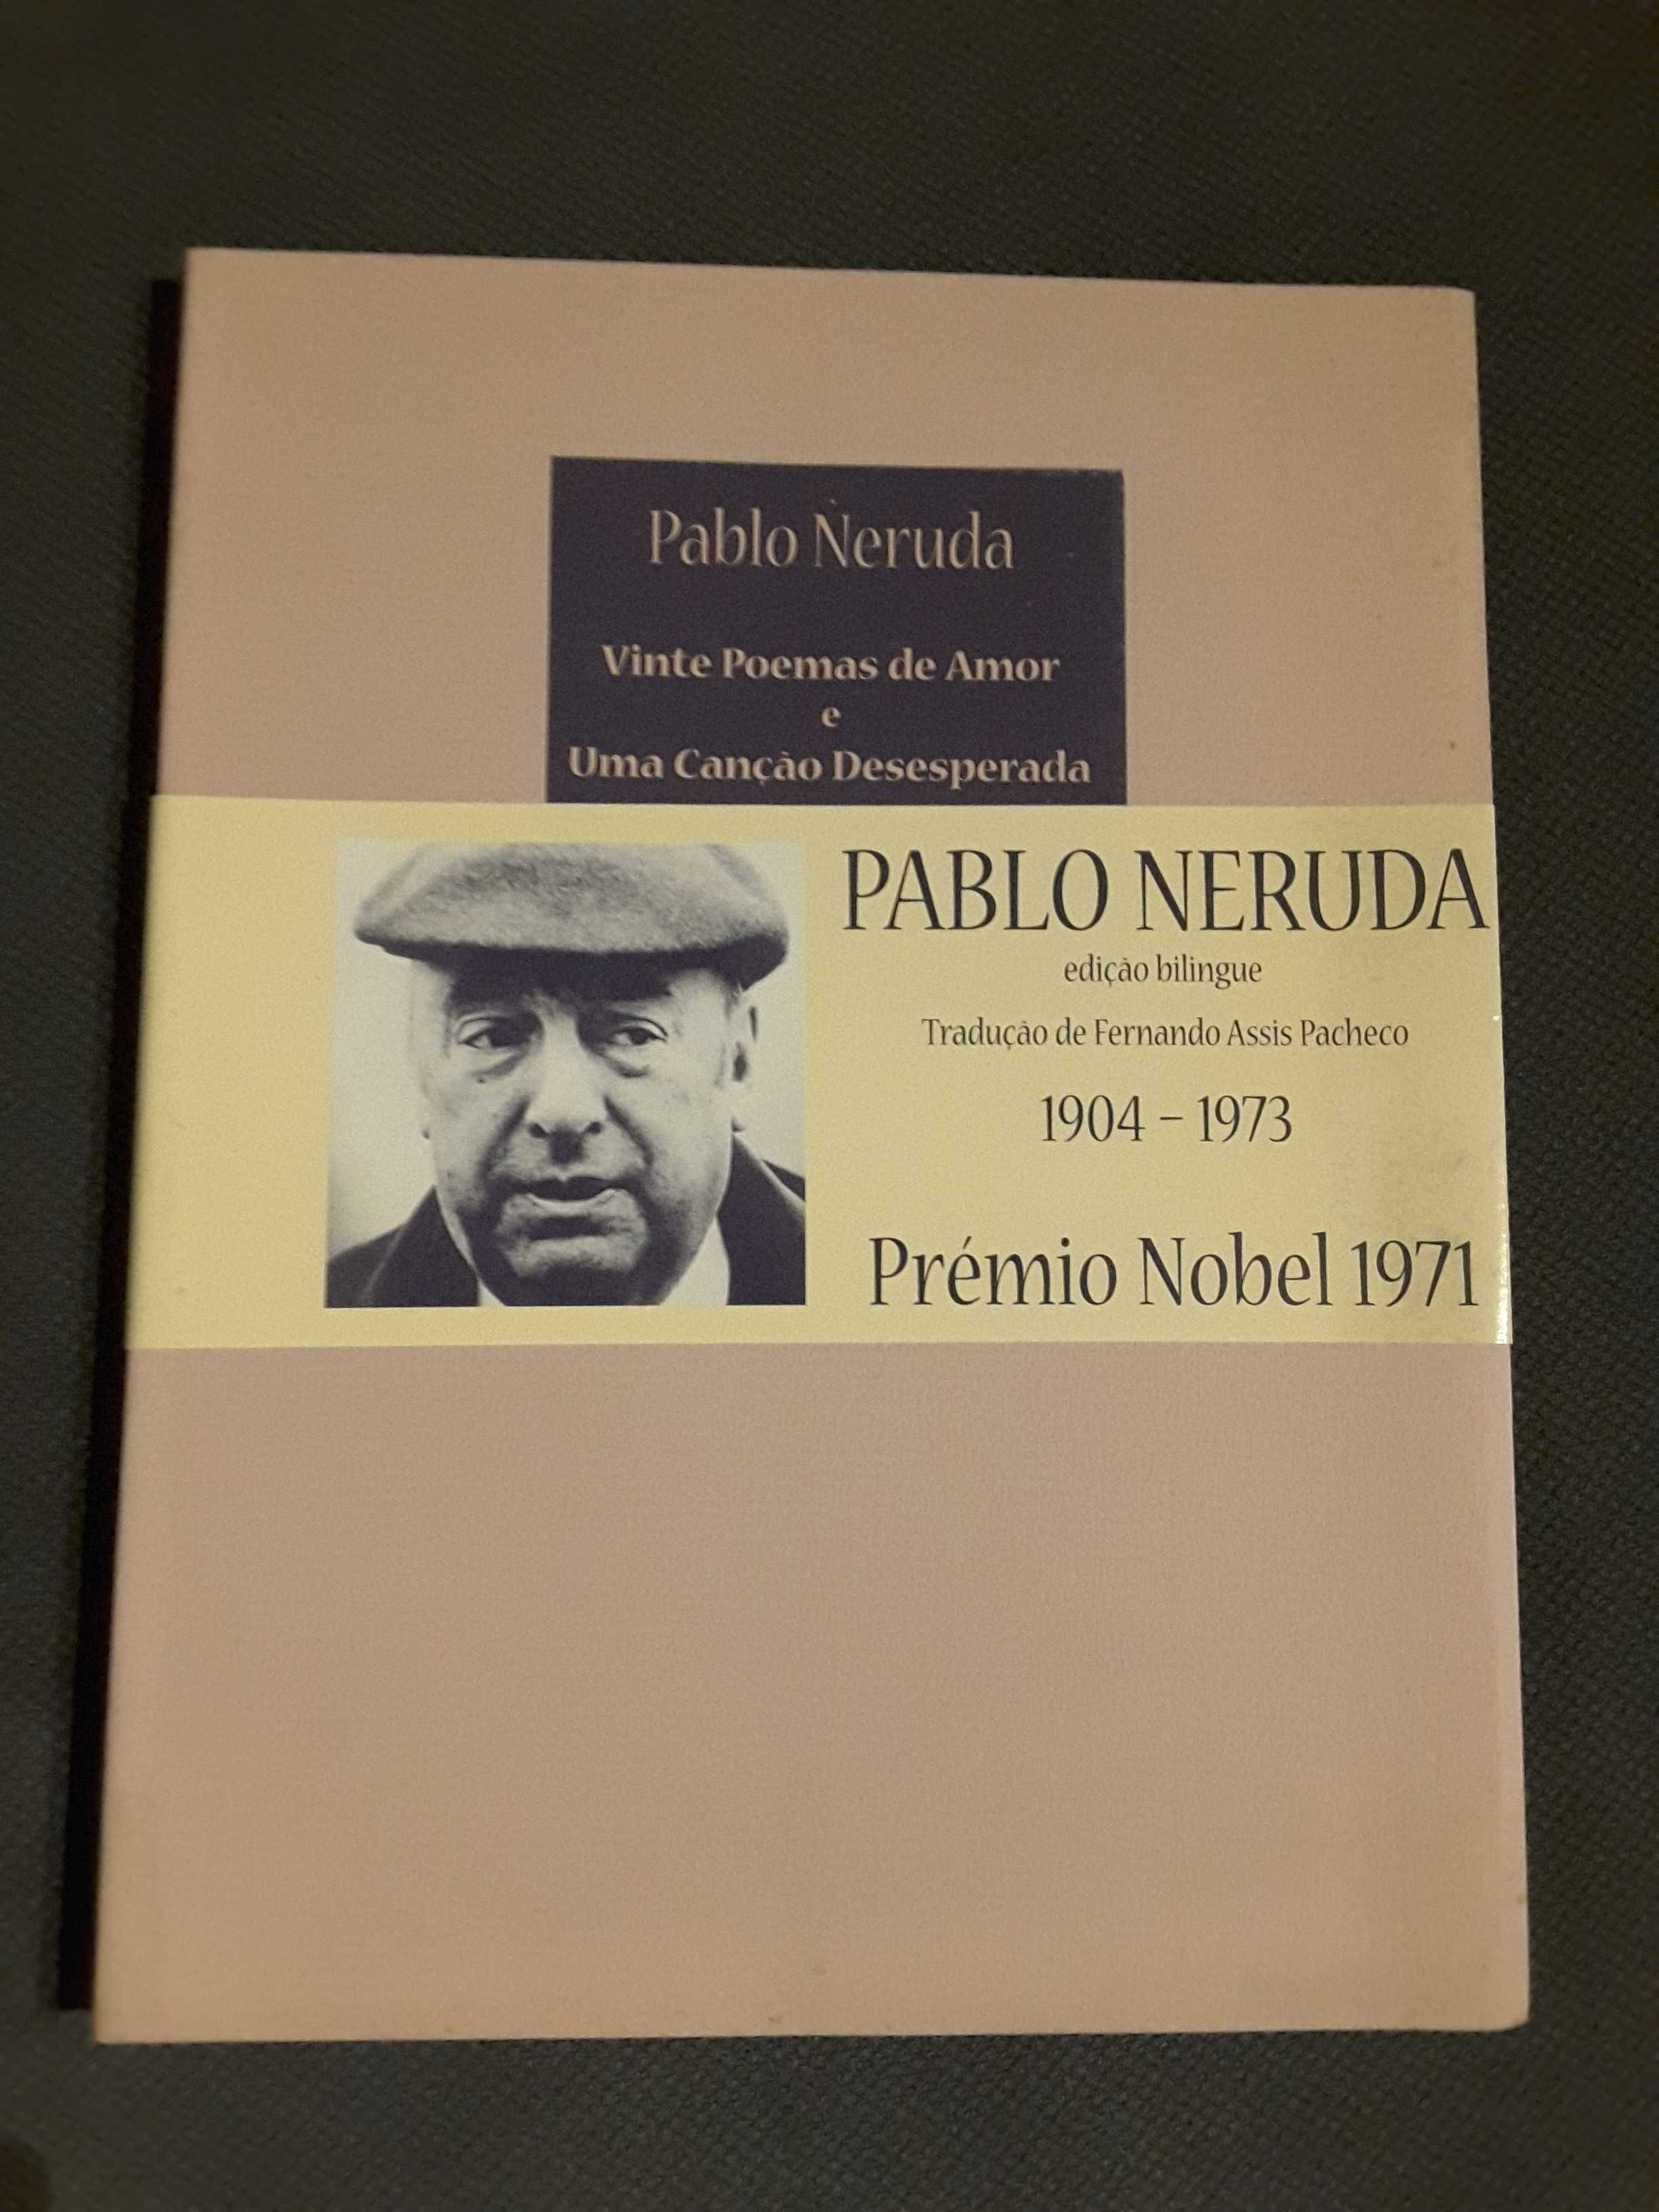 Pablo Neruda
Vinte Poemas de Amor
e
Uma Canção Desesperada
PABLO NERUDA
edição bilingue
Tradução de Fernando Assis Pacheco
1904 – 1973
Prémio Nobel 1971